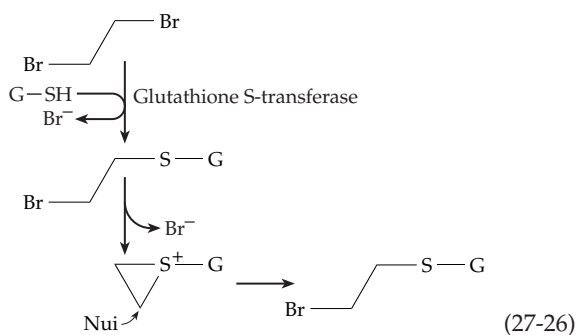 Br
Br
G—SH
Glutathione S-transferase
Br⁻
S—G
Br
Br⁻
S⁺—G
Nui
S—G
Br
(27-26)